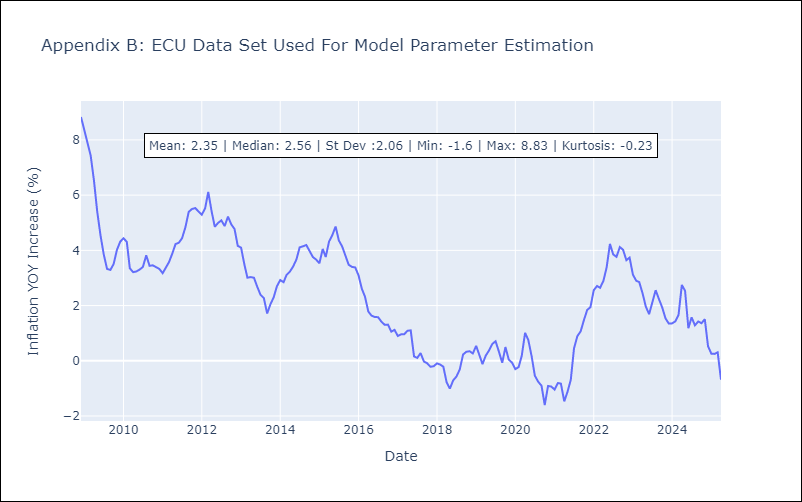 Appendix B: ECU Data Set Used For Model Parameter Estimation
Mean: 2.35 | Median: 2.56 | St Dev :2.06 | Min: -1.6 | Max: 8.83 | Kurtosis: -0.23
Inflation YOY Increase (%)
8
6
4
2
0
−2
2010 2012 2014 2016 2018 2020 2022 2024
Date